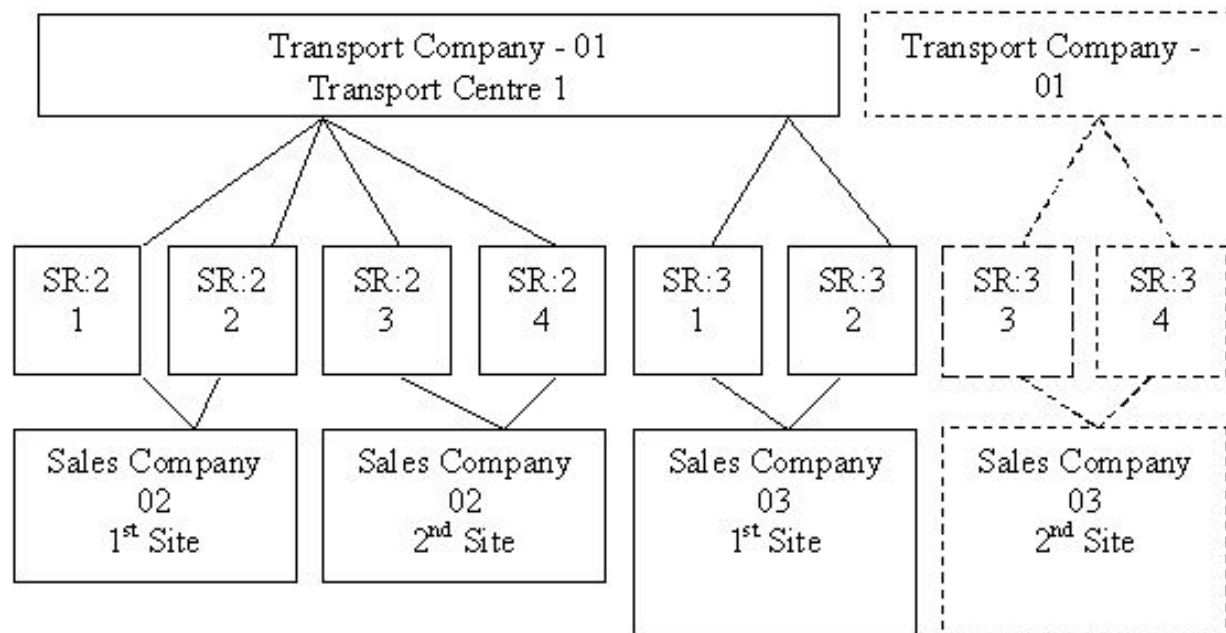 Transport Company - 01
Transport Centre 1
Transport Company -
01
SR:2
1
SR:2
2
SR:2
3
SR:2
4
SR:3
1
SR:3
2
SR:3
3
SR:3
4
Sales Company
02
1st Site
Sales Company
02
2nd Site
Sales Company
03
1st Site
Sales Company
03
2nd Site